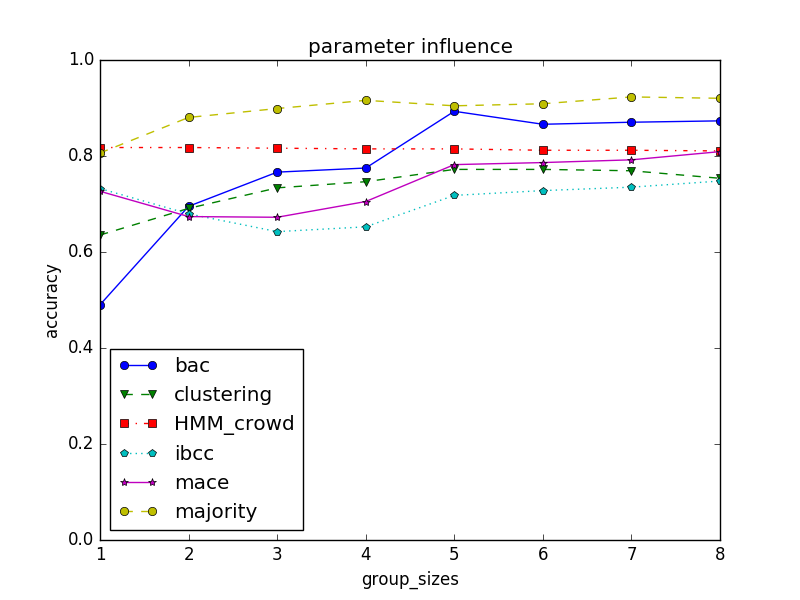 parameter influence
1.0
0.8
0.6
0.4
0.2
0.0
accuracy
bac
clustering
HMM_crowd
ibcc
mace
majority
1 2 3 4 5 6 7 8
group_sizes